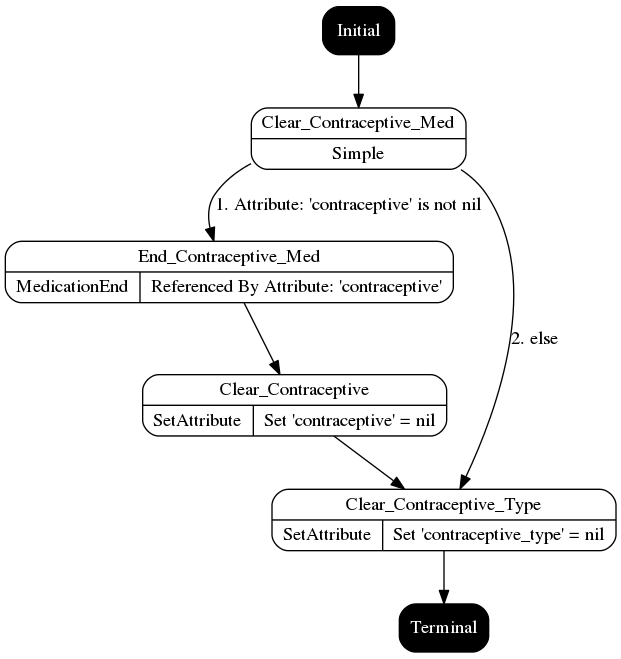 Initial
Clear_Contraceptive_Med
Simple
1. Attribute: 'contraceptive' is not nil
End_Contraceptive_Med
MedicationEnd Referenced By Attribute: 'contraceptive'
2. else
Clear_Contraceptive
SetAttribute Set 'contraceptive' = nil
Clear_Contraceptive_Type
SetAttribute Set 'contraceptive_type' = nil
Terminal